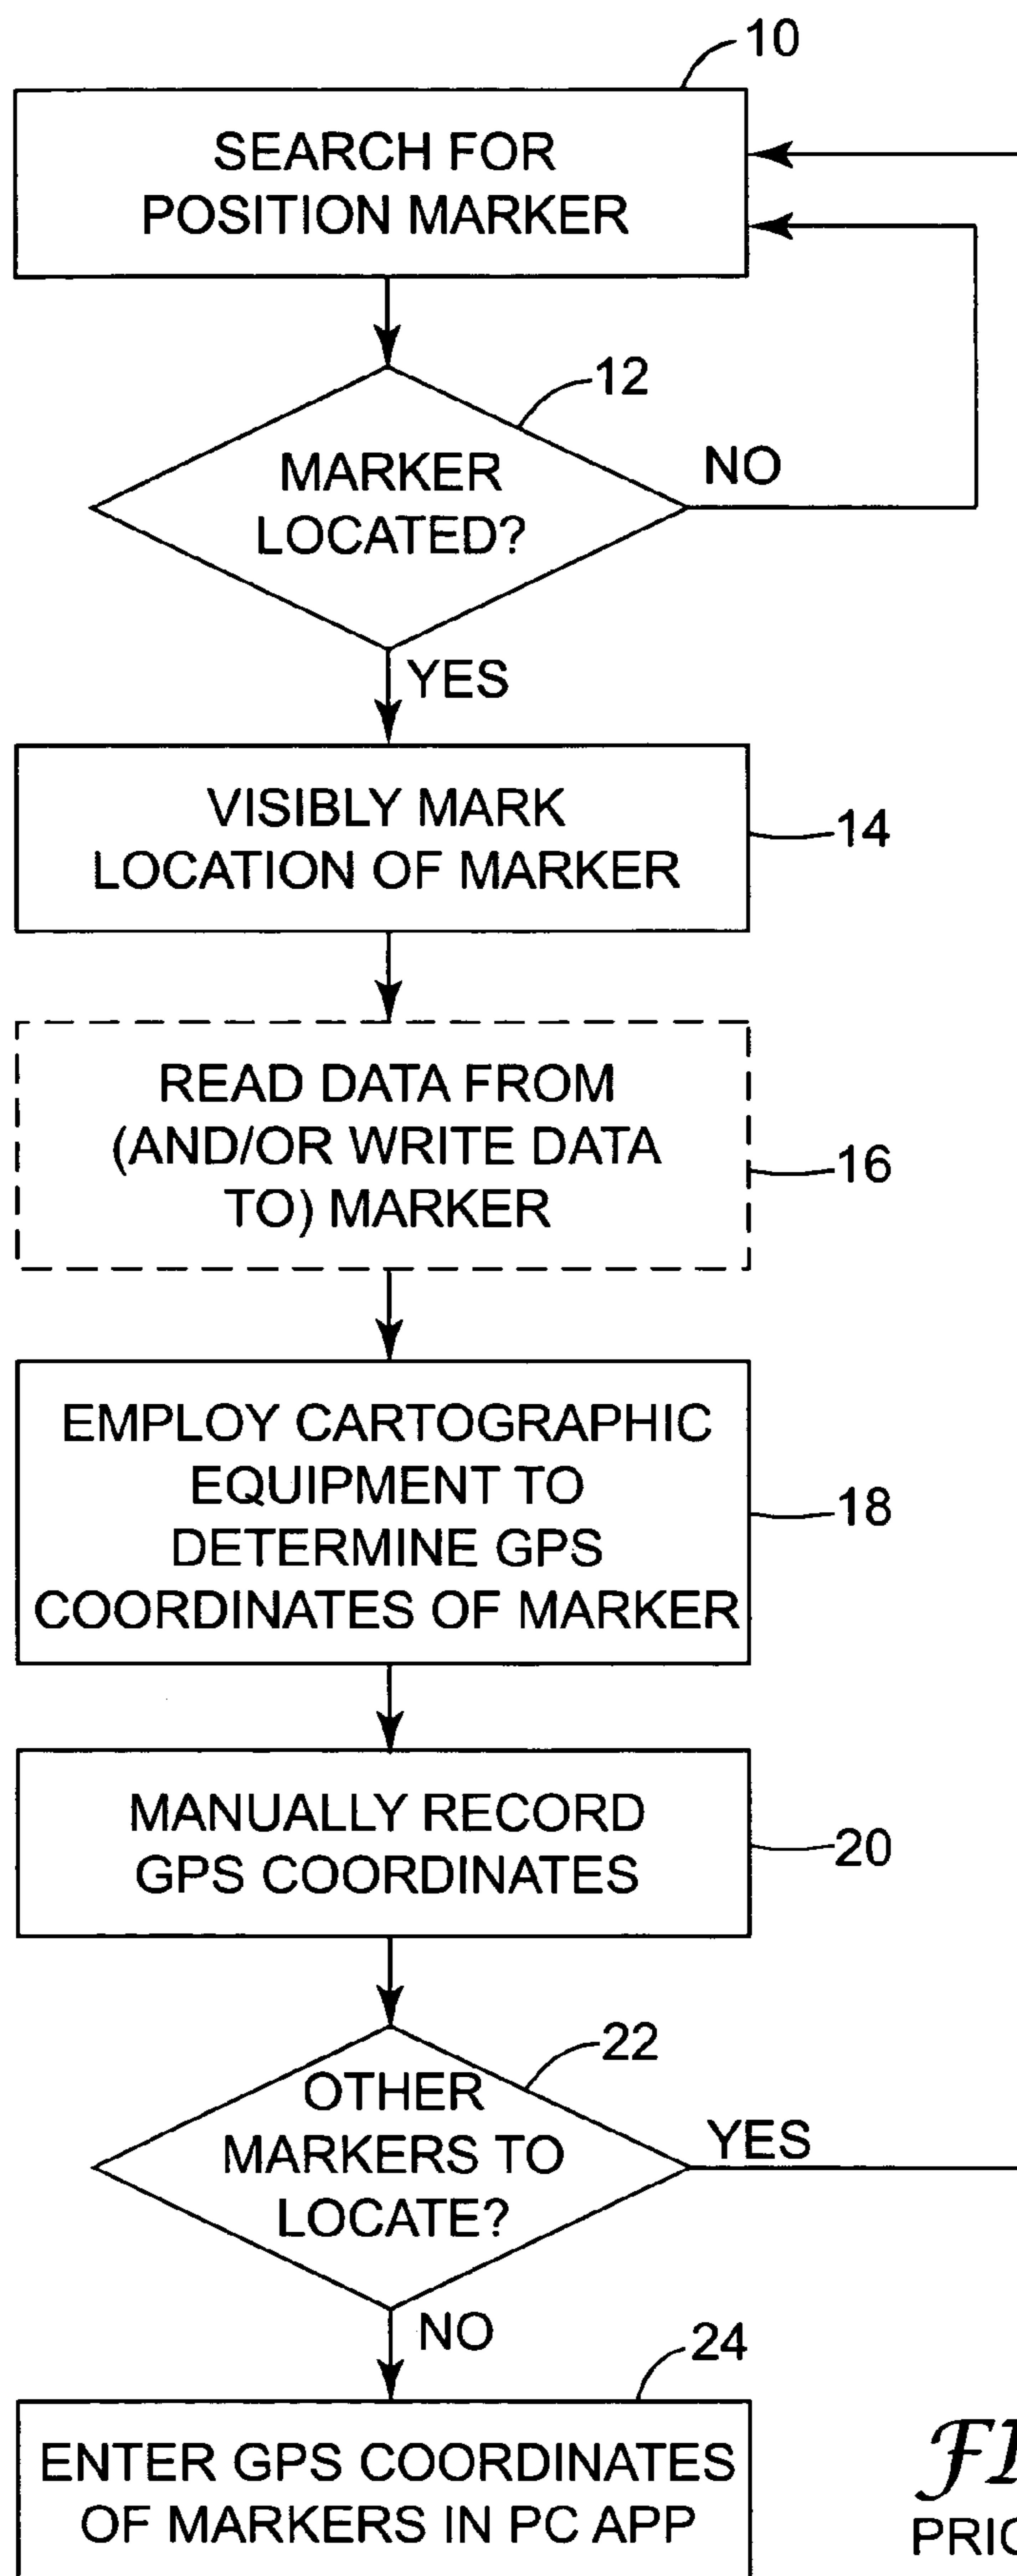 10
SEARCH FOR
POSITION MARKER
12
MARKER
LOCATED?
NO
YES
VISIBLY MARK
LOCATION OF MARKER
14
READ DATA FROM
(AND/OR WRITE DATA
TO) MARKER
16
EMPLOY CARTOGRAPHIC
EQUIPMENT TO
DETERMINE GPS
COORDINATES OF MARKER
18
MANUALLY RECORD
GPS COORDINATES
20
22
OTHER
MARKERS TO
LOCATE?
YES
NO
24
ENTER GPS COORDINATES
OF MARKERS IN PC APP